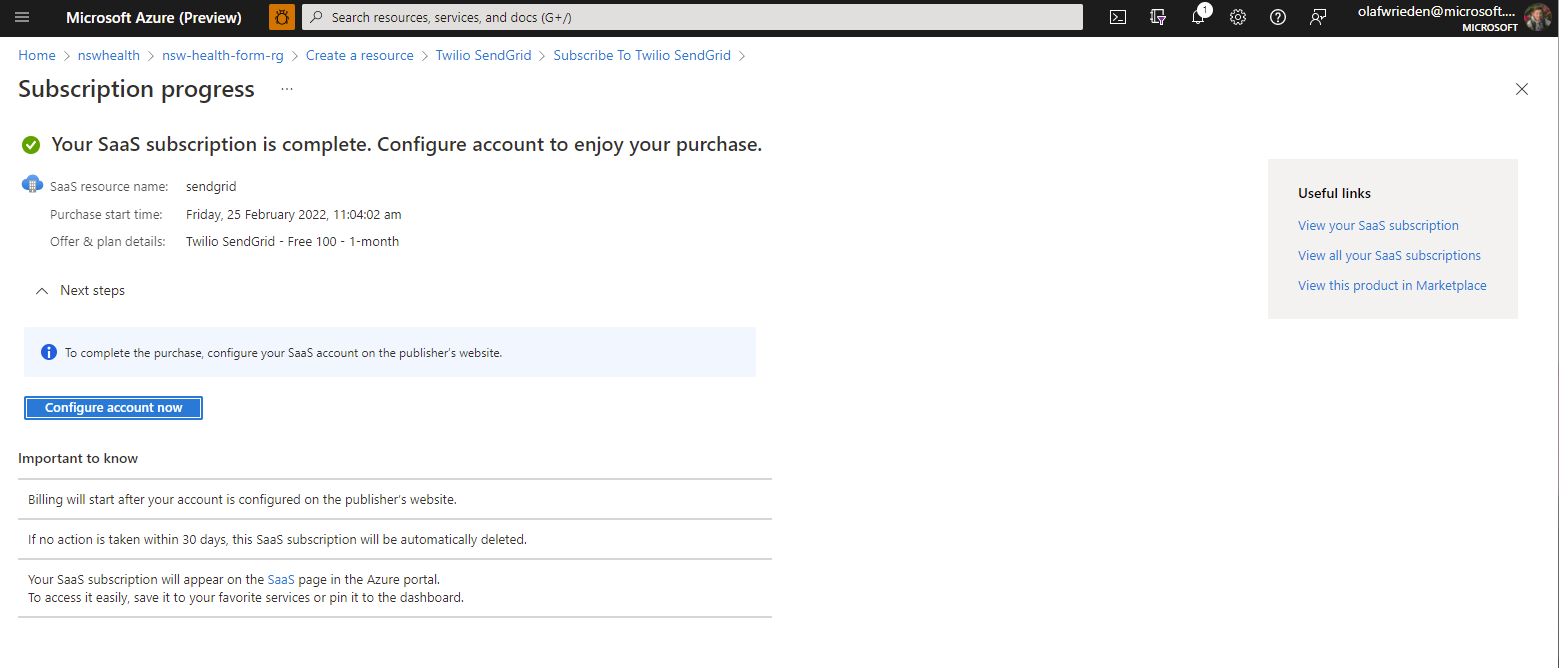 Microsoft Azure (Preview)
Search resources, services, and docs (G+/)
1
olafwrieden@microsoft....
MICROSOFT
Home > nswhealth > nsw-health-form-rg > Create a resource > Twilio SendGrid > Subscribe To Twilio SendGrid >
Subscription progress ...
Your SaaS subscription is complete. Configure account to enjoy your purchase.
SaaS resource name: sendgrid
Purchase start time: Friday, 25 February 2022, 11:04:02 am
Offer & plan details: Twilio SendGrid - Free 100 - 1-month
Next steps
To complete the purchase, configure your SaaS account on the publisher's website.
Configure account now
Important to know
Billing will start after your account is configured on the publisher's website.
If no action is taken within 30 days, this SaaS subscription will be automatically deleted.
Your SaaS subscription will appear on the SaaS page in the Azure portal.
To access it easily, save it to your favorite services or pin it to the dashboard.
Useful links
View your SaaS subscription
View all your SaaS subscriptions
View this product in Marketplace